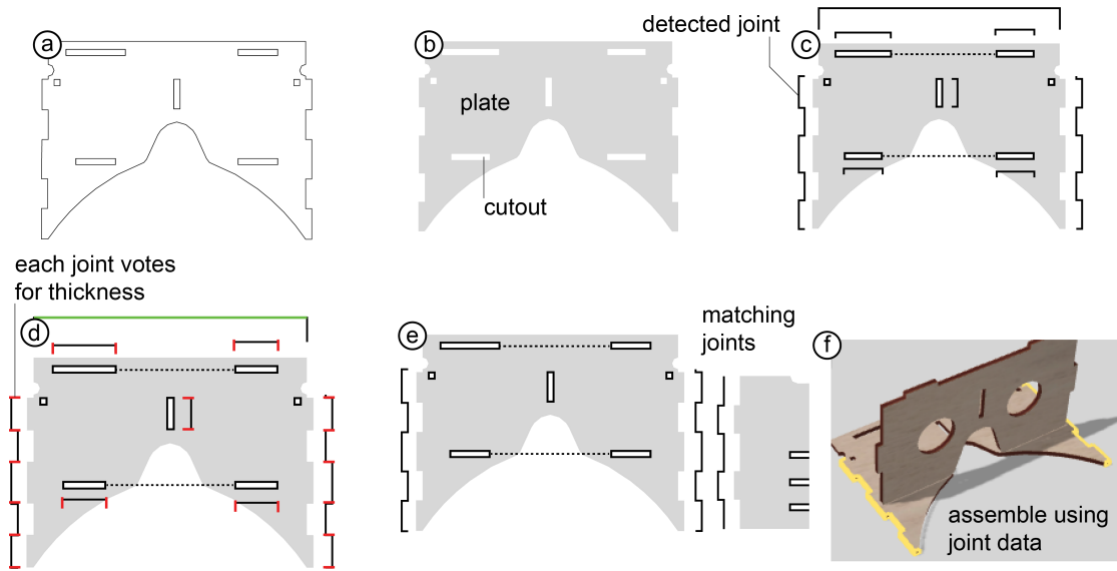 a
b
plate
cutout
detected joint
c
each joint votes
for thickness
d
e
matching
joints
f
assemble using
joint data